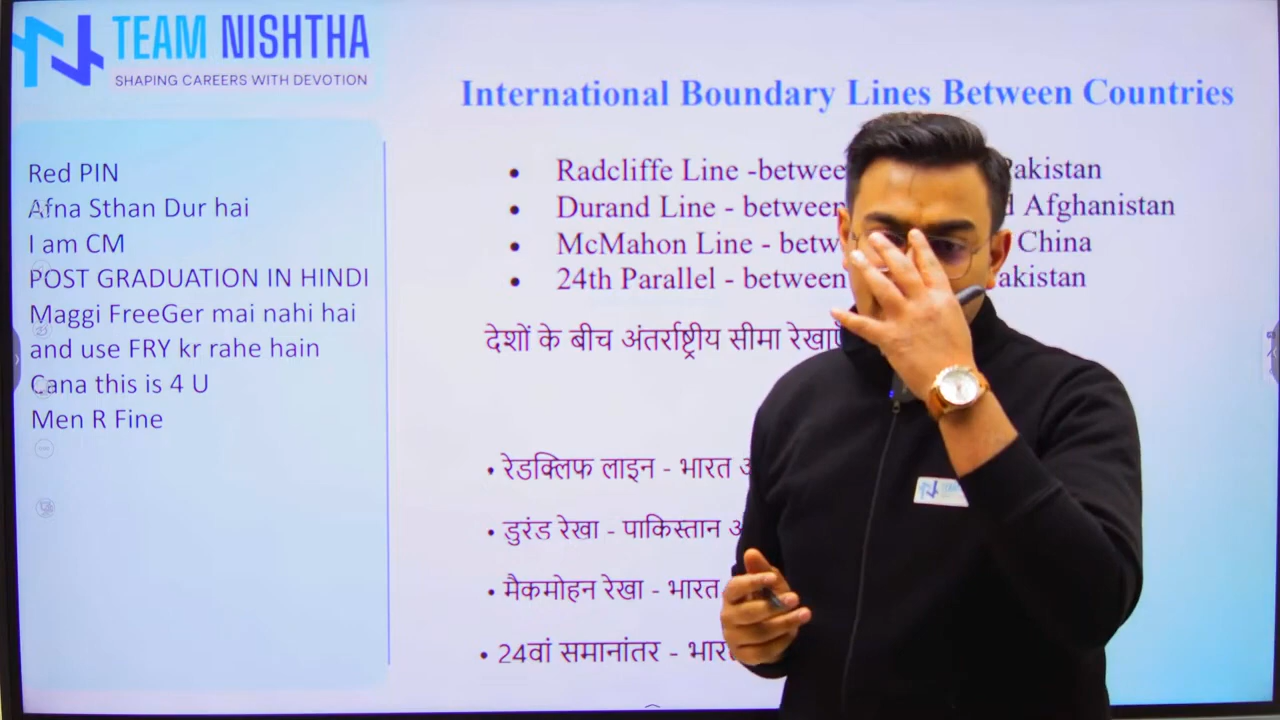 TEAM NISHTHA
SHAPING CAREERS WITH DEVOTION
Red PIN
Afna Sthan Dur hai
I am CM
POST GRADUATION IN HINDI
Maggi FreeGer mai nahi hai
and use FRY kr rahe hain
Cana this is 4 U
Men R Fine
International Boundary Lines Between Countries
• Radcliffe Line -betwee akistan
• Durand Line - between Afghanistan
• McMahon Line - betw China
• 24th Parallel - between akistan
देशों के बीच अंतर्राष्ट्रीय सीमा रेखाएँ
• रेडक्लिफ लाइन - भारत
• डुरंड रेखा - पाकिस्तान
• मैकमोहन रेखा - भारत
• 24वां समानांतर - भारत